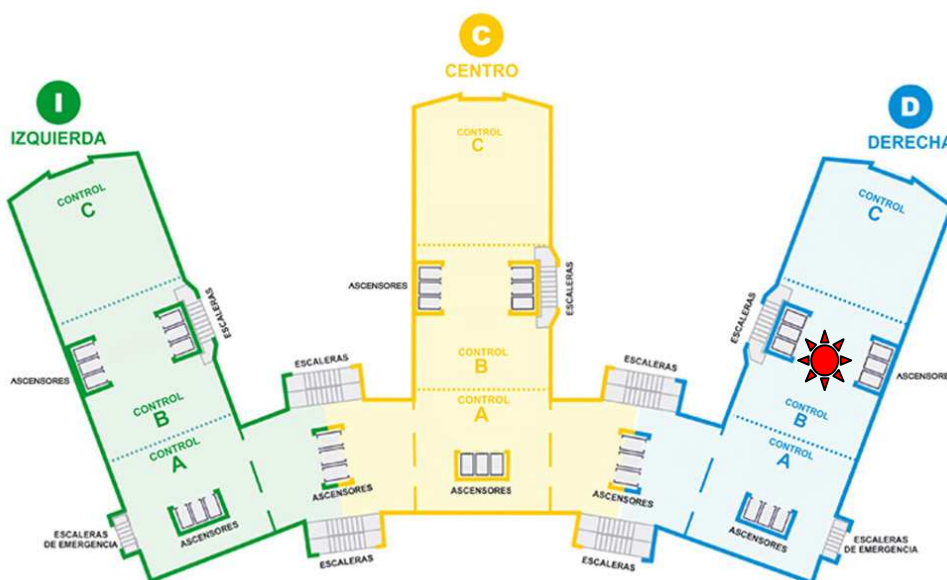 C
CENTRO
I
IZQUIERDA
D
DERECHA
CONTROL
C
CONTROL
C
CONTROL
C
ASCENSORES
ESCALERAS
ESCALERAS
ESCALERAS
ASCENSORES
ASCENSORES
ESCALERAS
ESCALERAS
CONTROL
B
CONTROL
B
CONTROL
B
CONTROL
A
CONTROL
A
CONTROL
A
ASCENSORES
ASCENSORES
ASCENSORES
ASCENSORES
ASCENSORES
ESCALERAS
DE EMERGENCIA
ESCALERAS
DE EMERGENCIA
ESCALERAS
ESCALERAS